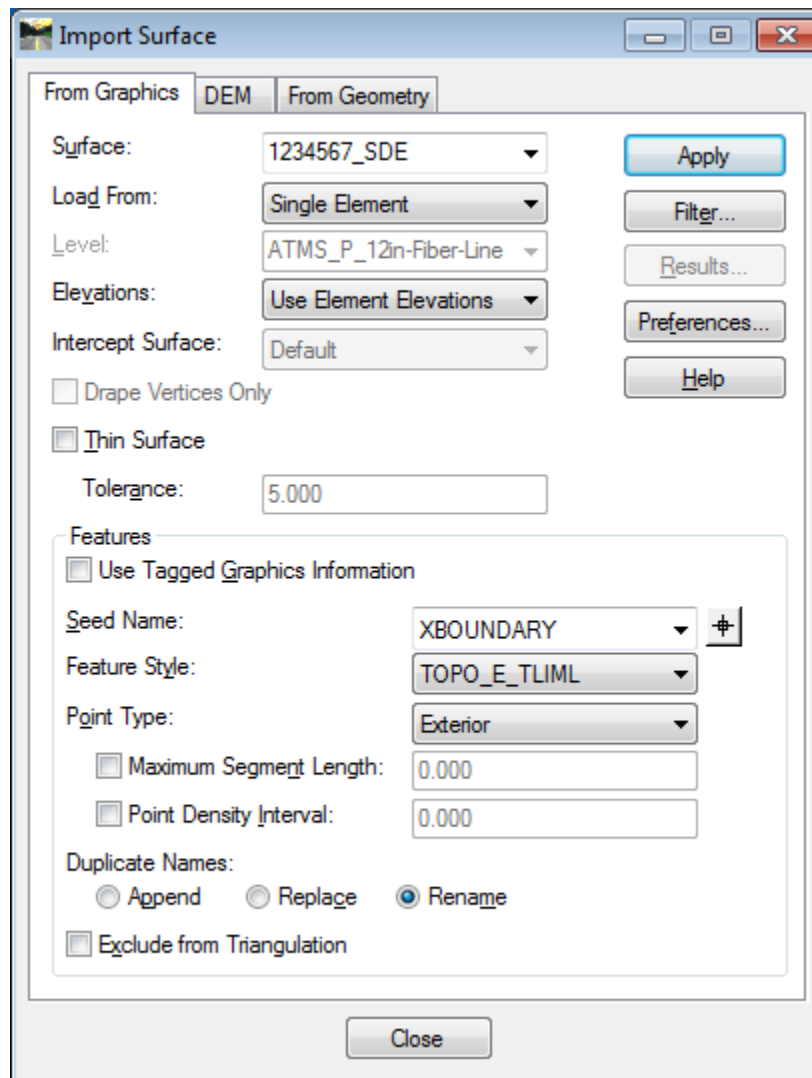 Import Surface
From Graphics DEM From Geometry
Surface: 1234567_SDE Apply
Load From: Single Element Filter...
Level: ATMS_P_12in-Fiber-Line Results...
Elevations: Use Element Elevations Preferences...
Intercept Surface: Default Help
Drape Vertices Only
Thin Surface
Tolerance: 5.000
Features
Use Tagged Graphics Information
Seed Name: XBOUNDARY
Feature Style: TOPO_E_TLIML
Point Type: Exterior
Maximum Segment Length: 0.000
Point Density Interval: 0.000
Duplicate Names:
Append Replace Rename
Exclude from Triangulation
Close